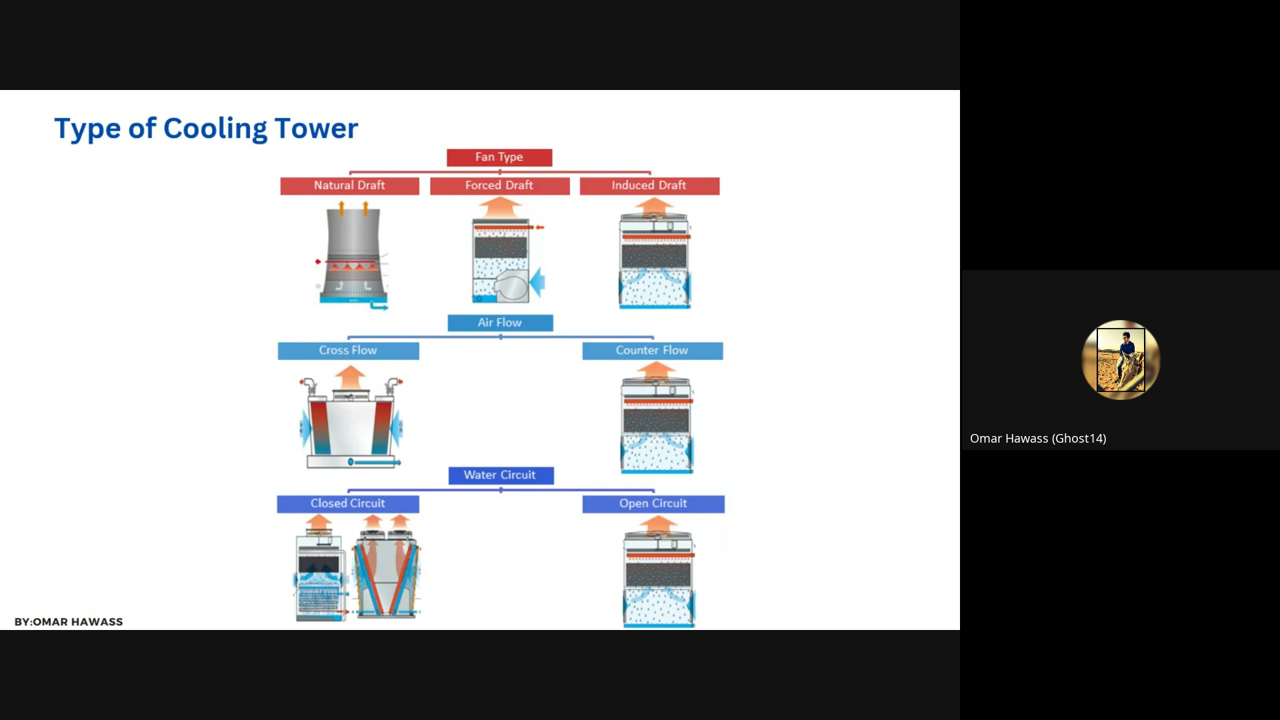 Type of Cooling Tower
Fan Type
Natural Draft
Forced Draft
Induced Draft
Air Flow
Cross Flow
Counter Flow
Water Circuit
Closed Circuit
Open Circuit
BY:OMAR HAWASS
Omar Hawass (Ghost14)